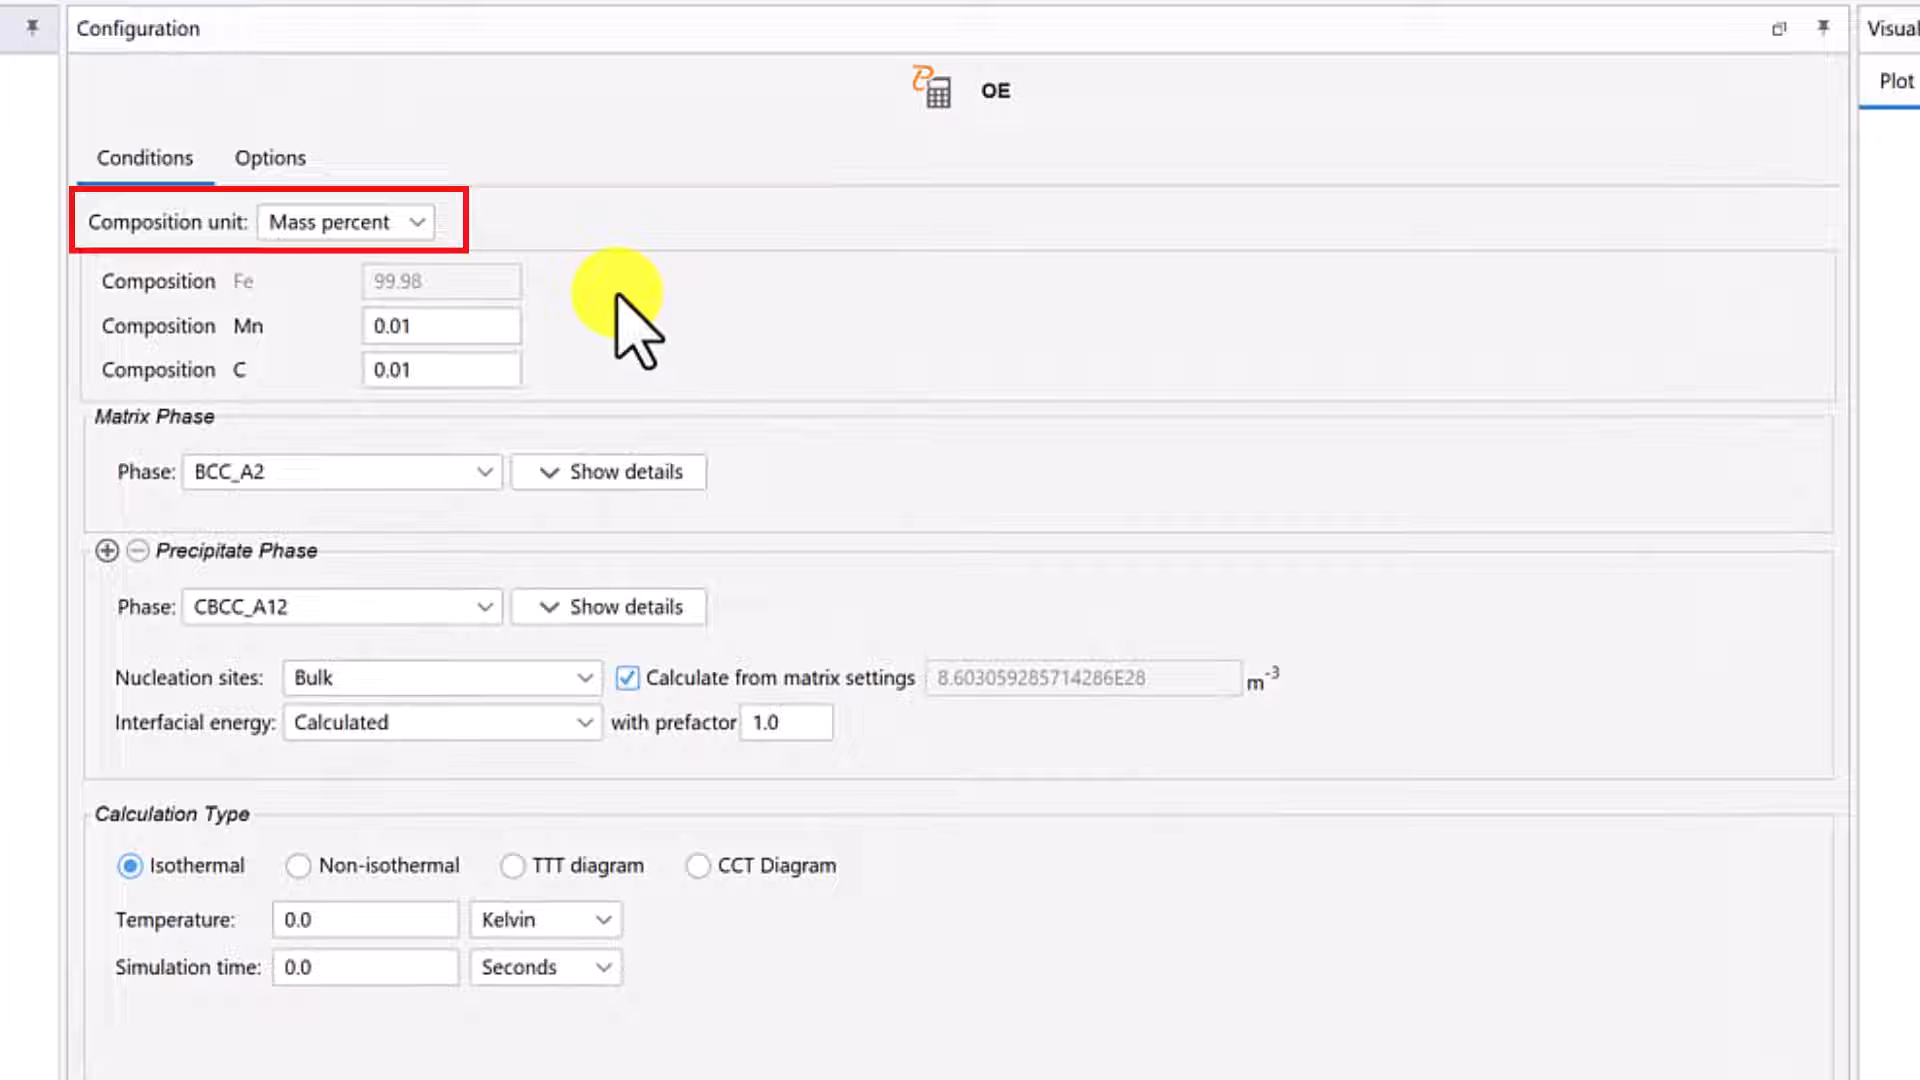 Configuration
Visual
OE
Plot
Conditions Options
Composition unit: Mass percent
Composition Fe 99.98
Composition Mn 0.01
Composition C 0.01
Matrix Phase
Phase: BCC_A2 Show details
Precipitate Phase
Phase: CBCC_A12 Show details
Nucleation sites: Bulk Calculate from matrix settings 8.603059285714286E28 m-3
Interfacial energy: Calculated with prefactor 1.0
Calculation Type
Isothermal Non-isothermal TTT diagram CCT Diagram
Temperature: 0.0 Kelvin
Simulation time: 0.0 Seconds